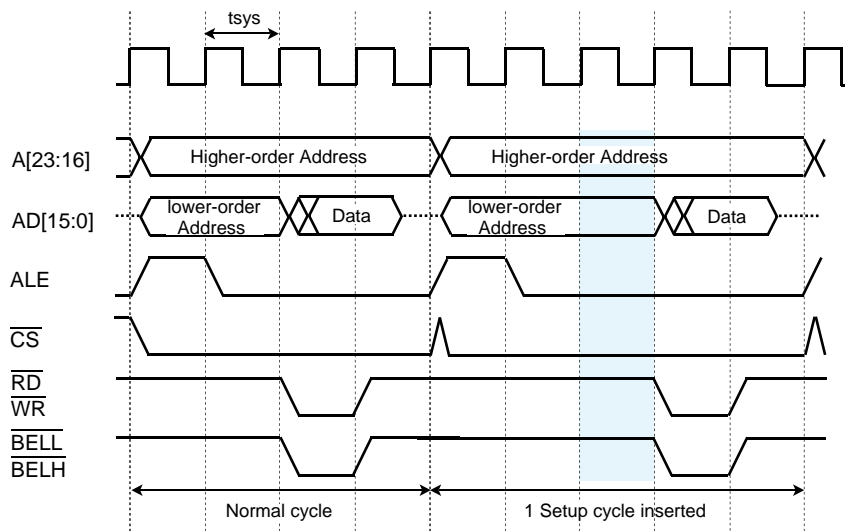 tsys
A[23:16]
Higher-order Address
Higher-order Address
AD[15:0]
lower-order
Address
Data
lower-order
Address
Data
ALE
CS
RD
WR
BELL
BELH
Normal cycle
1 Setup cycle inserted